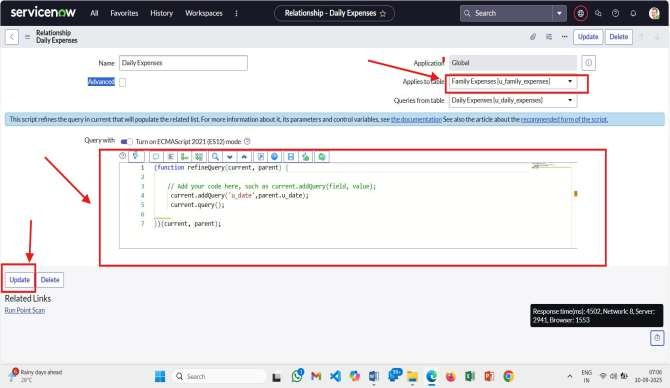 servicenow All Favorites History Workspaces Relationship - Daily Expenses Search
Relationship
Daily Expenses Update Delete
Name Daily Expenses Application Global
Advanced Applies to table Family Expenses [u_family_expenses]
Queries from table Daily Expenses [u_daily_expenses]
This script refines the query in current that will populate the related list. For more information about it, its parameters and control variables, see the documentation See also the article about the recommended form of the script.
Query with Turn on ECMAScript 2021 (ES12) mode
1 (function refineQuery(current, parent) {
2
3 // Add your code here, such as current.addQuery(field, value);
4 current.addQuery('u_date',parent.u_date);
5 current.query();
6
7 })(current, parent);
Update Delete
Related Links
Run Point Scan
Response time(ms): 4502, Network: 8, Server:
2941, Browser: 1553
Rainy days ahead
28°C
Search
99+
ENG
IN
07:06
10-09-2025